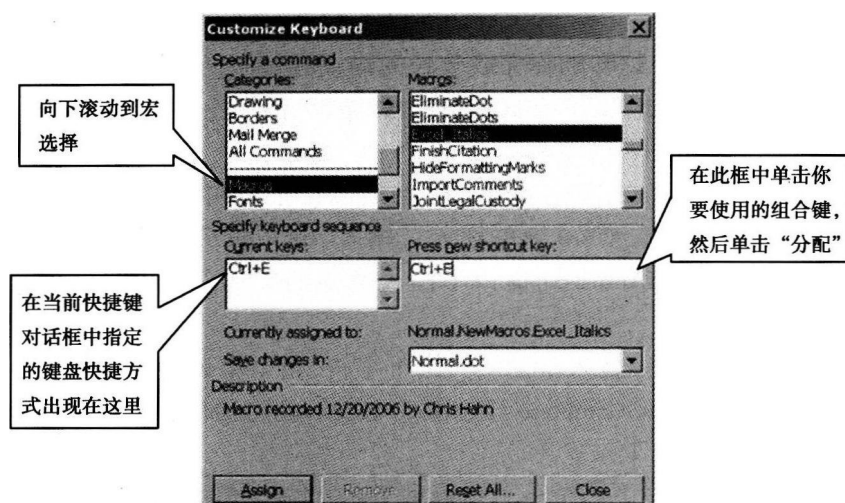 Customize Keyboard
Specify a command
Categories:
Macros:
Drawing
Borders
Mail Merge
All Commands
Macros
Fonts
EliminateDot
EliminateDots
Excel_Italics
FinishCitation
HideFormattingMarks
ImportComments
JointLegalCustody
向下滚动到宏
选择
Specify keyboard sequence
Current keys:
Press new shortcut key:
Ctrl+E
Ctrl+E
在此框中单击你
要使用的组合键，
然后单击“分配”
在当前快捷键
对话框中指定
的键盘快捷方
式出现在这里
Currently assigned to:
Normal.NewMacros.Excel_Italics
Save changes in:
Normal.dot
Description
Macro recorded 12/20/2006 by Chris Hahn
Assign
Remove
Reset All...
Close